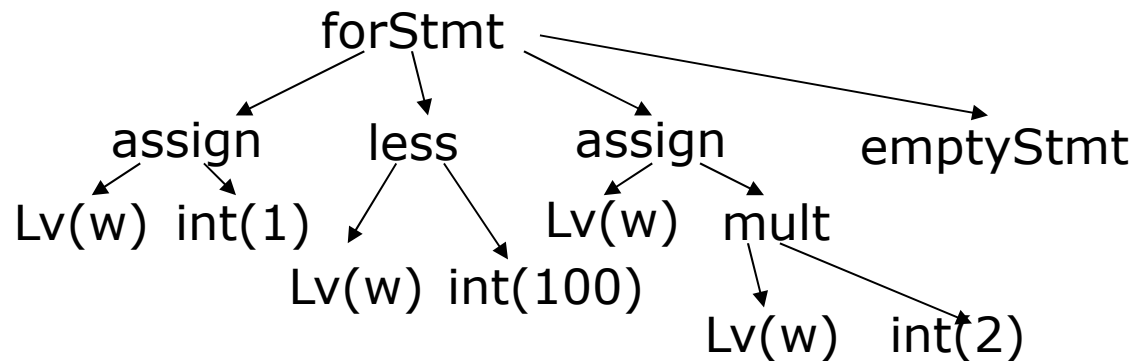 forStmt
assign less assign emptyStmt
Lv(w) int(1) Lv(w) mult
Lv(w) int(100)
Lv(w) int(2)